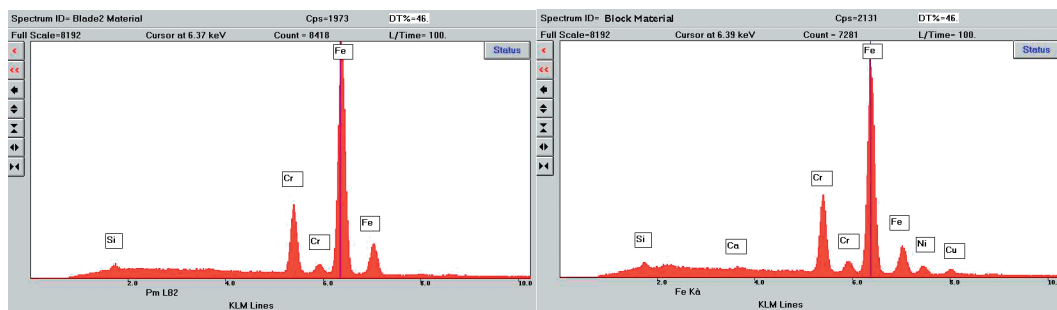 Spectrum ID= Blade2 Material Cps=1973 DT%=46.
Full Scale=8192 Cursor at 6.37 keV Count = 8418 L/Time= 100.
< Fe Status
<<
Cr
Fe
Si Cr
2.0 4.0 6.0 8.0 10.0
Pm LB2
KLM Lines
Spectrum ID= Block Material Cps=2131 DT%=46.
Full Scale=8192 Cursor at 6.39 keV Count - 7281 L/Time= 100.
< Fe Status
<<
Cr
Fe
Si Ca Cr Ni Cu
2.0 4.0 6.0 8.0 10.0
Fe Kà
KLM Lines